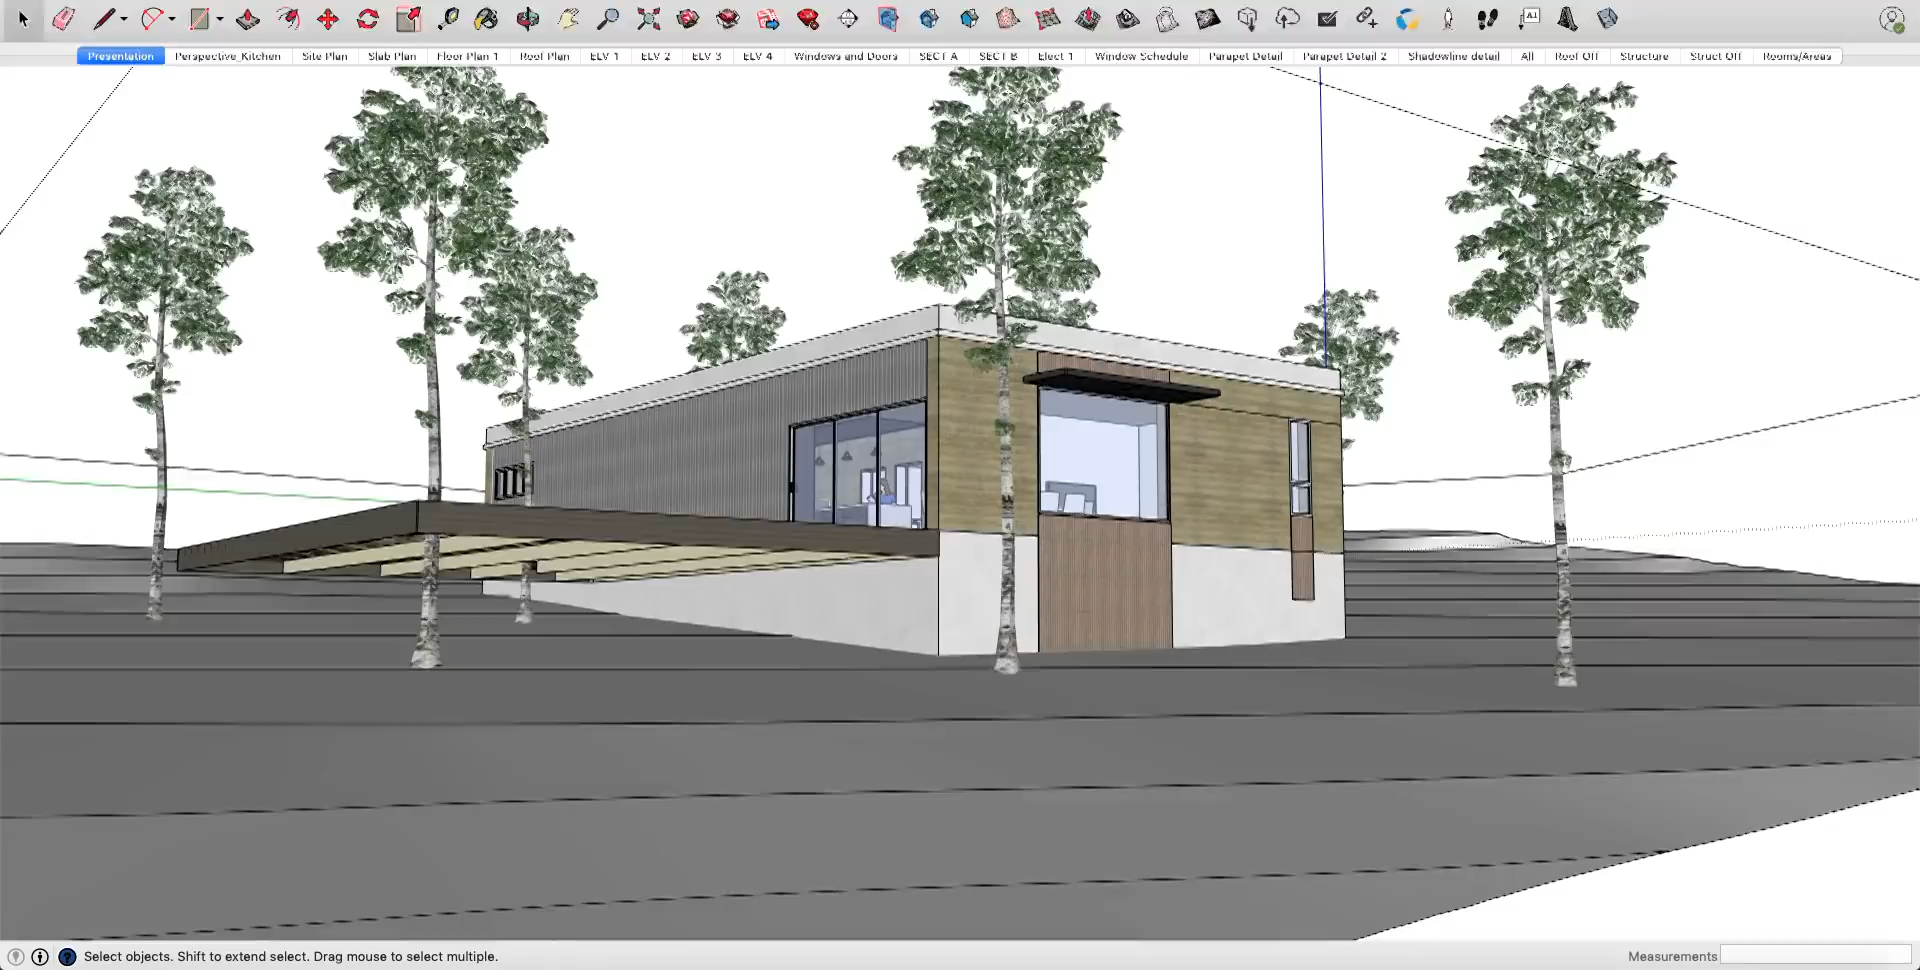 A1
Presentation Perspective_Kitchen Site Plan Slab Plan Floor Plan 1 Roof Plan ELV 1 ELV 2 ELV 3 ELV 4 Windows and Doors SECT A SECT B Elect 1 Window Schedule Parapet Detail Parapet Detail 2 Shadowline detail All Roof Off Structure Struct Off Rooms/Areas
Select objects. Shift to extend select. Drag mouse to select multiple. Measurements